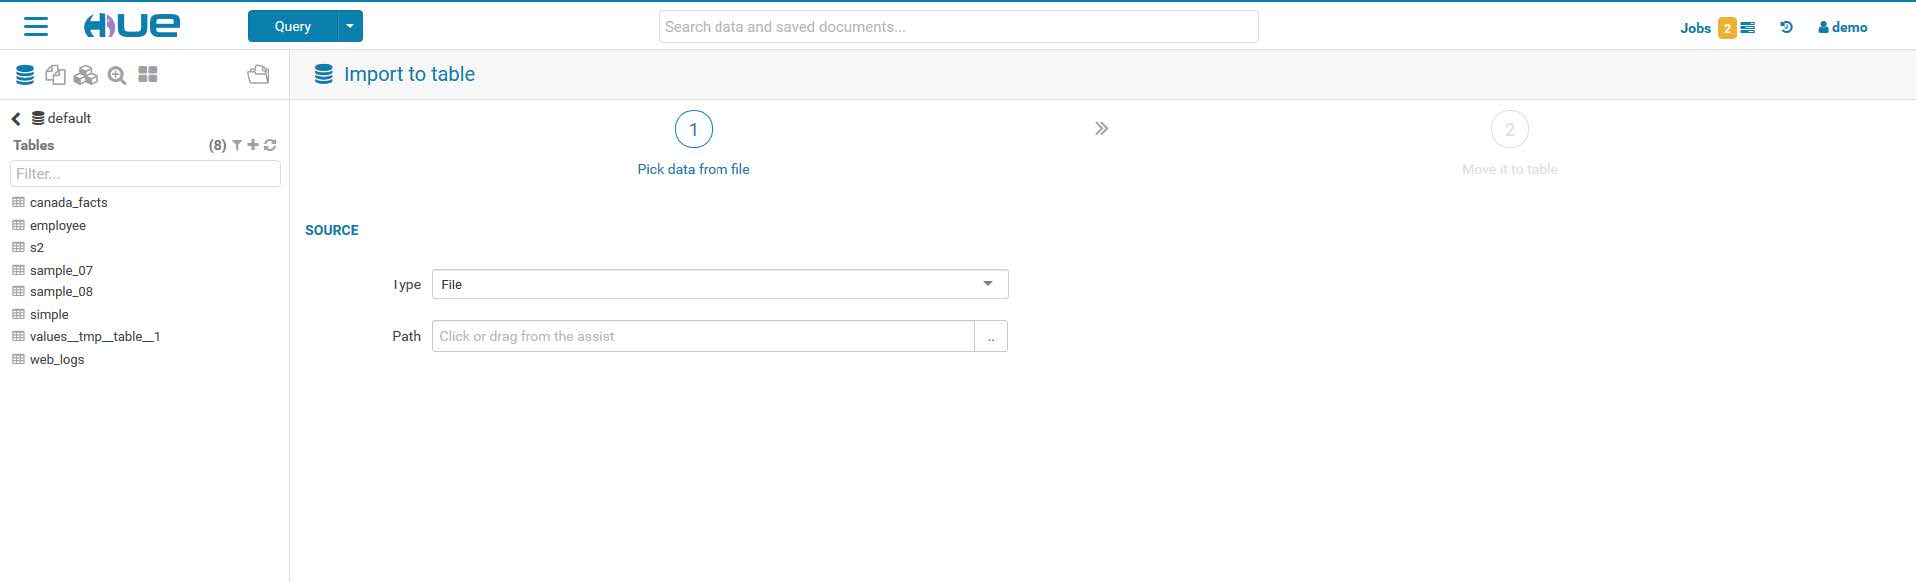 HUE
Query
Search data and saved documents...
Jobs 2
demo
Import to table
default
Tables (8)
Filter...
canada_facts
employee
s2
sample_07
sample_08
simple
values__tmp__table__1
web_logs
1
Pick data from file
2
Move it to table
SOURCE
Type File
Path Click or drag from the assist ..